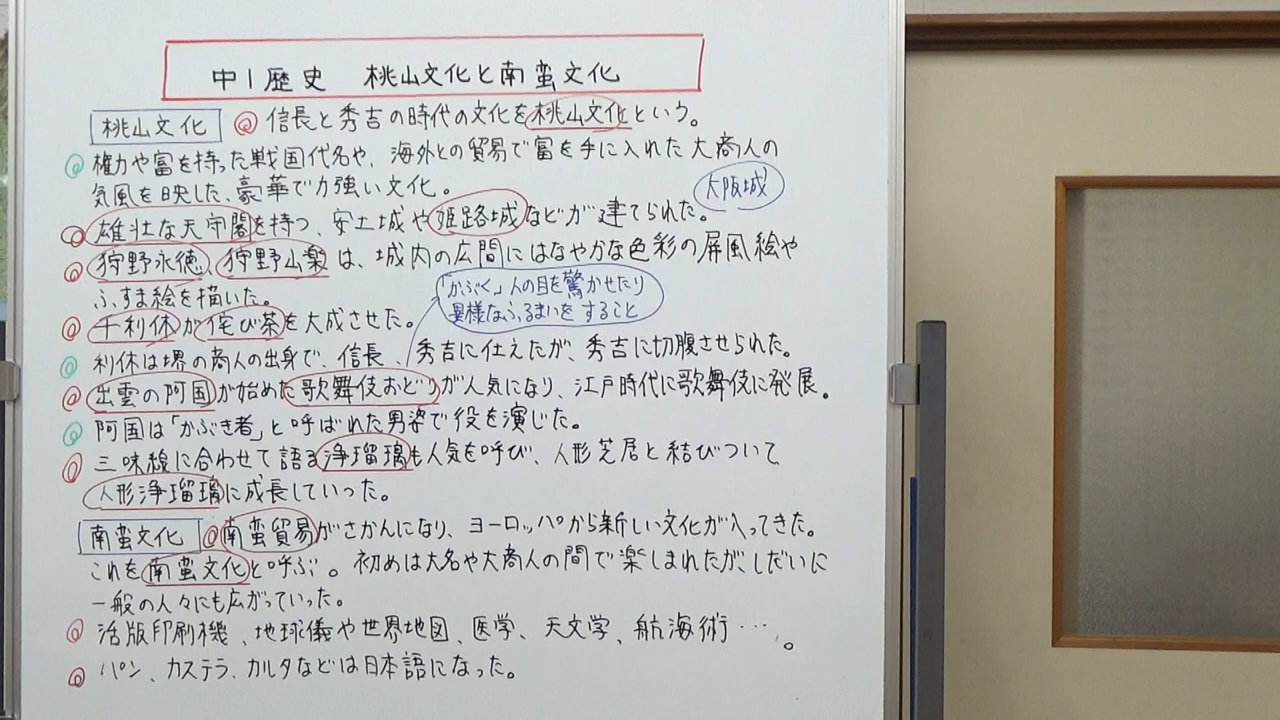 中1歴史 桃山文化と南蛮文化
桃山文化 ◎ 信長と秀吉の時代の文化を桃山文化という。
◎ 権力や富を持った戦国代名や、海外との貿易で富を手に入れた大商人の
気風を映した、豪華で力強い文化。
大阪城
◎ 雄壮な天守閣を持つ、安土城や姫路城などが建てられた。
◎ 狩野永徳、狩野山楽は、城内の広間にはなやかな色彩の屏風絵や
ふすま絵を描いた。
「かぶく」人の目を驚かせたり
異様なふるまいをすること
◎ 千利休が侘び茶を大成させた。
◎ 利休は堺の商人の出身で、信長、秀吉に仕えたが、秀吉に切腹させられた。
◎ 出雲の阿国が始めた歌舞伎おどりが人気になり、江戸時代に歌舞伎に発展。
◎ 阿国は「かぶき者」と呼ばれた男姿で役を演じた。
◎ 三味線に合わせて語る浄瑠璃も人気を呼び、人形芝居と結びついて
人形浄瑠璃に成長していった。
南蛮文化 ◎ 南蛮貿易がさかんになり、ヨーロッパから新しい文化が入ってきた。
これを南蛮文化と呼ぶ。初めは大名や大商人の間で楽しまれたが、しだいに
一般の人々にも広がっていった。
◎ 活版印刷機、地球儀や世界地図、医学、天文学、航海術…。
◎ パン、カステラ、カルタなどは日本語になった。